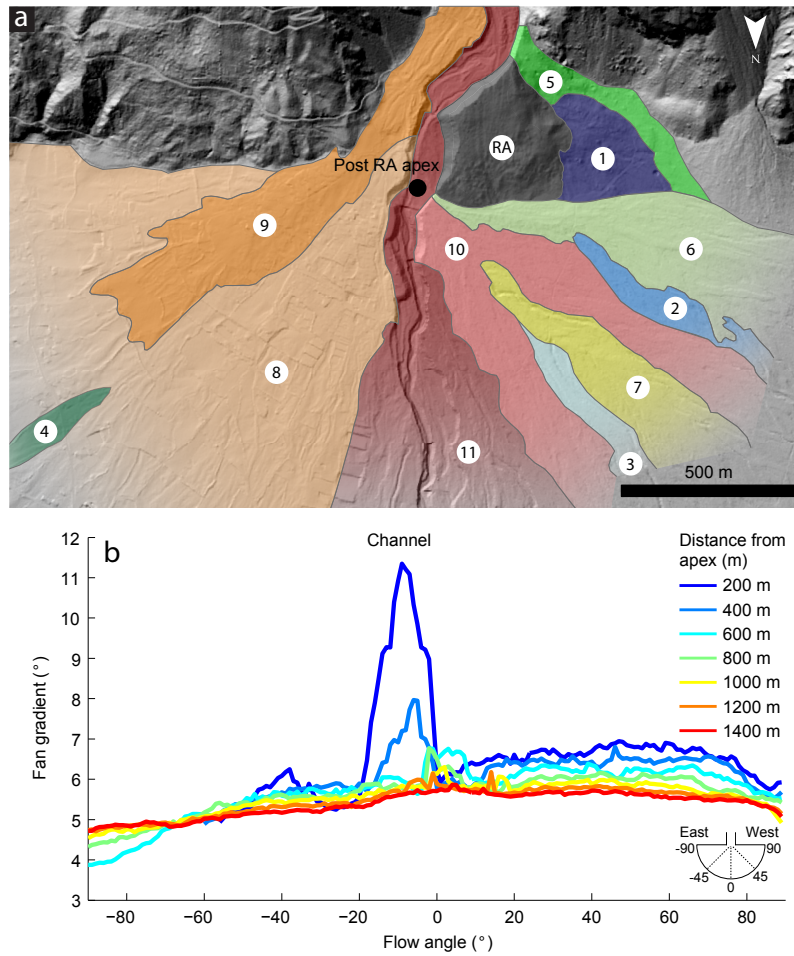 a
N
5
RA
1
Post RA apex
9
10
6
2
8
7
4
11
3
500 m
b
Channel
Distance from
apex (m)
200 m
400 m
600 m
800 m
1000 m
1200 m
1400 m
12
11
10
9
8
7
6
5
4
3
Fan gradient (°)
East West
-90 90
-45 45
0
−80 −60 −40 −20 0 20 40 60 80
Flow angle (°)